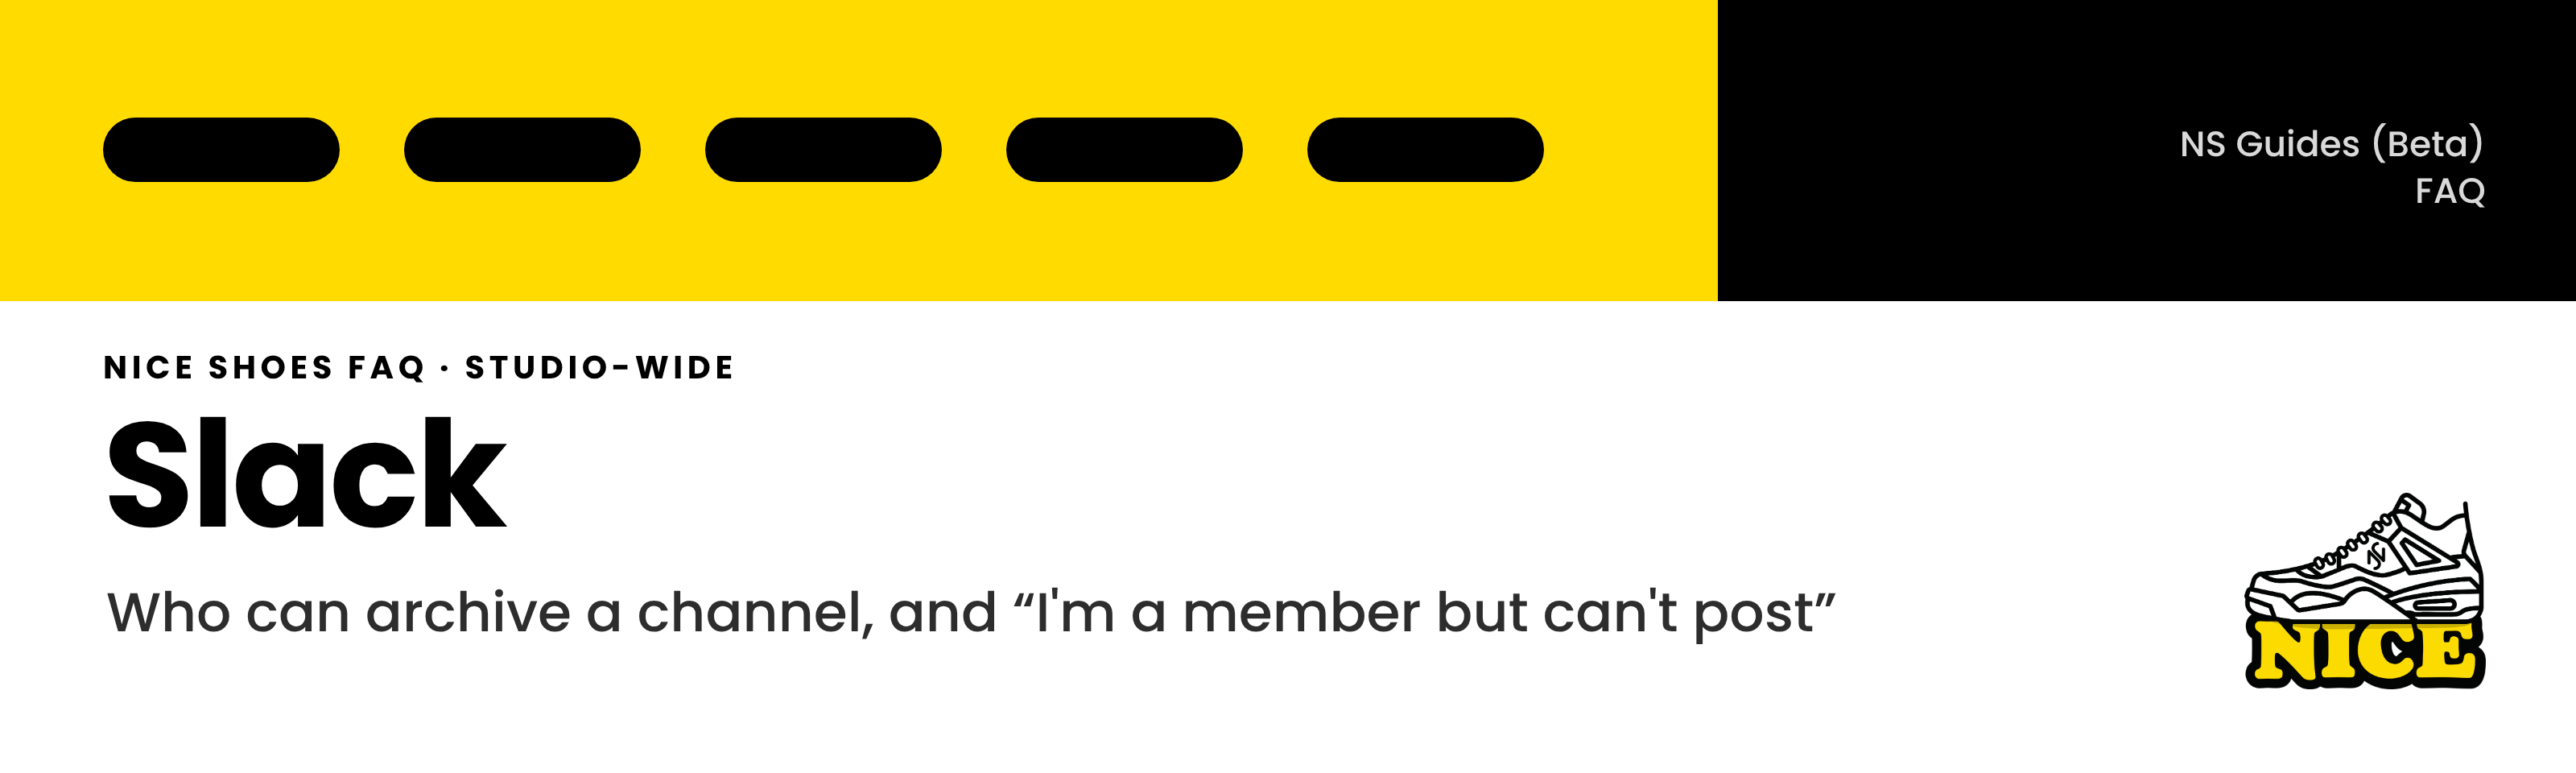 NS Guides (Beta)
FAQ
NICE SHOES FAQ · STUDIO-WIDE
Slack
Who can archive a channel, and “I'm a member but can't post”
NICE